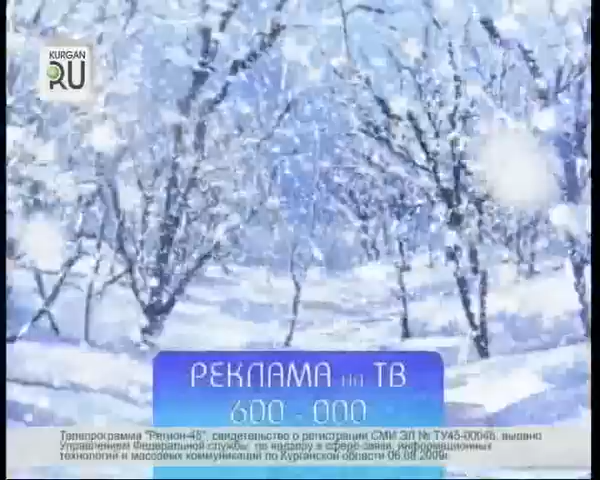 KURGAN
RU
РЕКЛАМА на ТВ
600 - 000
Телепрограмма "Регион-45", свидетельство о регистрации СМИ ЭЛ № ТУ45-00046, выдано
Управлением Федеральной службы по надзору в сфере связи, информационных
технологий и массовых коммуникаций по Курганской области 06.08.2009г.